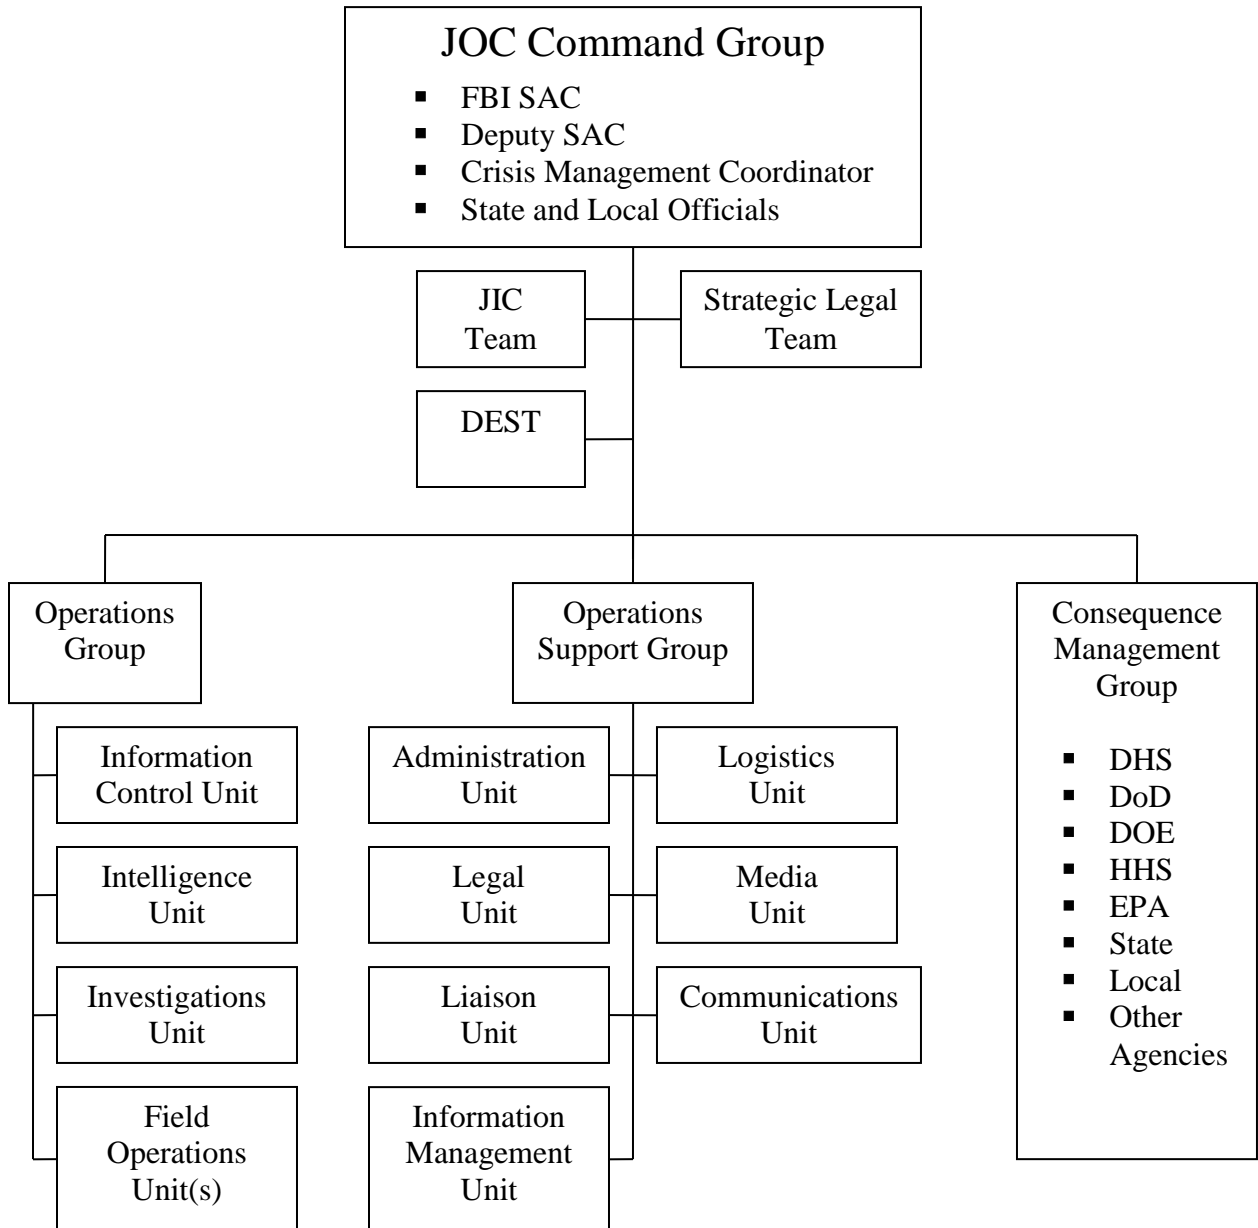 JOC Command Group
▪ FBI SAC
▪ Deputy SAC
▪ Crisis Management Coordinator
▪ State and Local Officials
JIC
Team
Strategic Legal
Team
DEST
Operations
Group
Operations
Support Group
Consequence
Management
Group
▪ DHS
▪ DoD
▪ DOE
▪ HHS
▪ EPA
▪ State
▪ Local
▪ Other
Agencies
Information
Control Unit
Intelligence
Unit
Investigations
Unit
Field
Operations
Unit(s)
Administration
Unit
Logistics
Unit
Legal
Unit
Media
Unit
Liaison
Unit
Communications
Unit
Information
Management
Unit